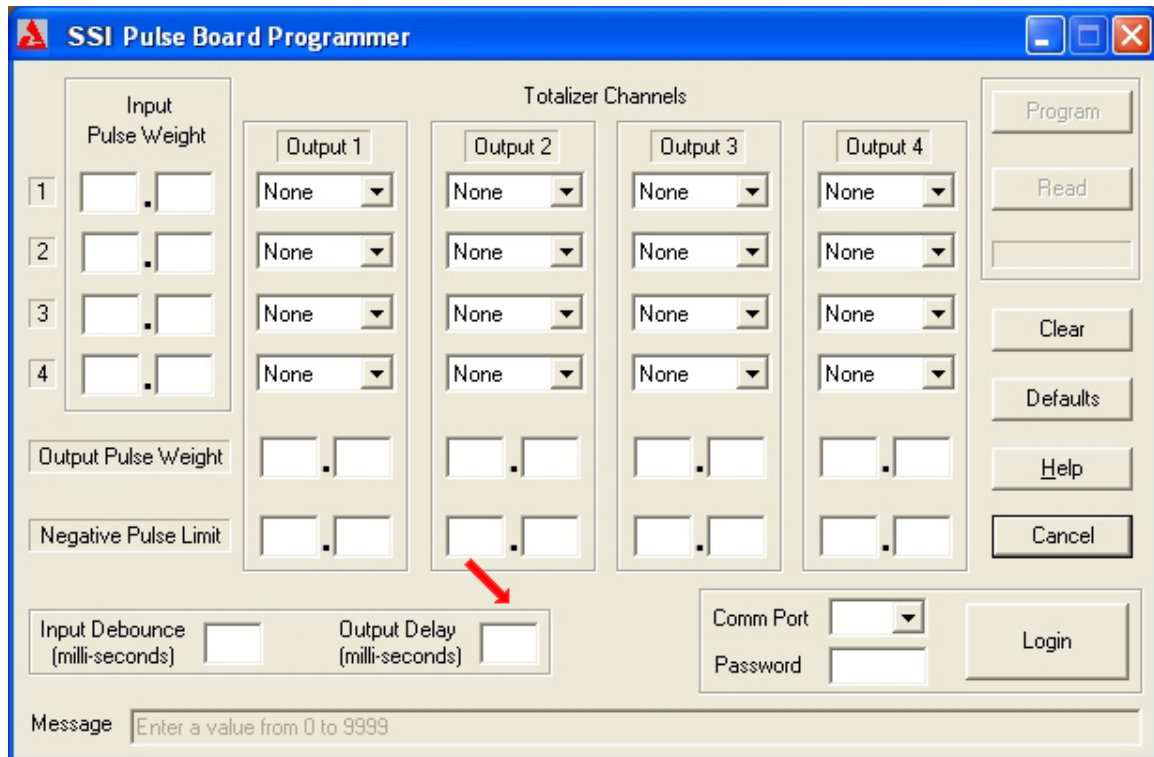 SSI Pulse Board Programmer
Input
Pulse Weight
Totalizer Channels
Output 1 Output 2 Output 3 Output 4
Program
1 . None None None None
Read
2 . None None None None
3 . None None None None
Clear
4 . None None None None
Defaults
Output Pulse Weight . . . .
Help
Negative Pulse Limit . . . .
Cancel
Input Debounce
(milli-seconds)
Output Delay
(milli-seconds)
Comm Port
Password
Login
Message Enter a value from 0 to 9999